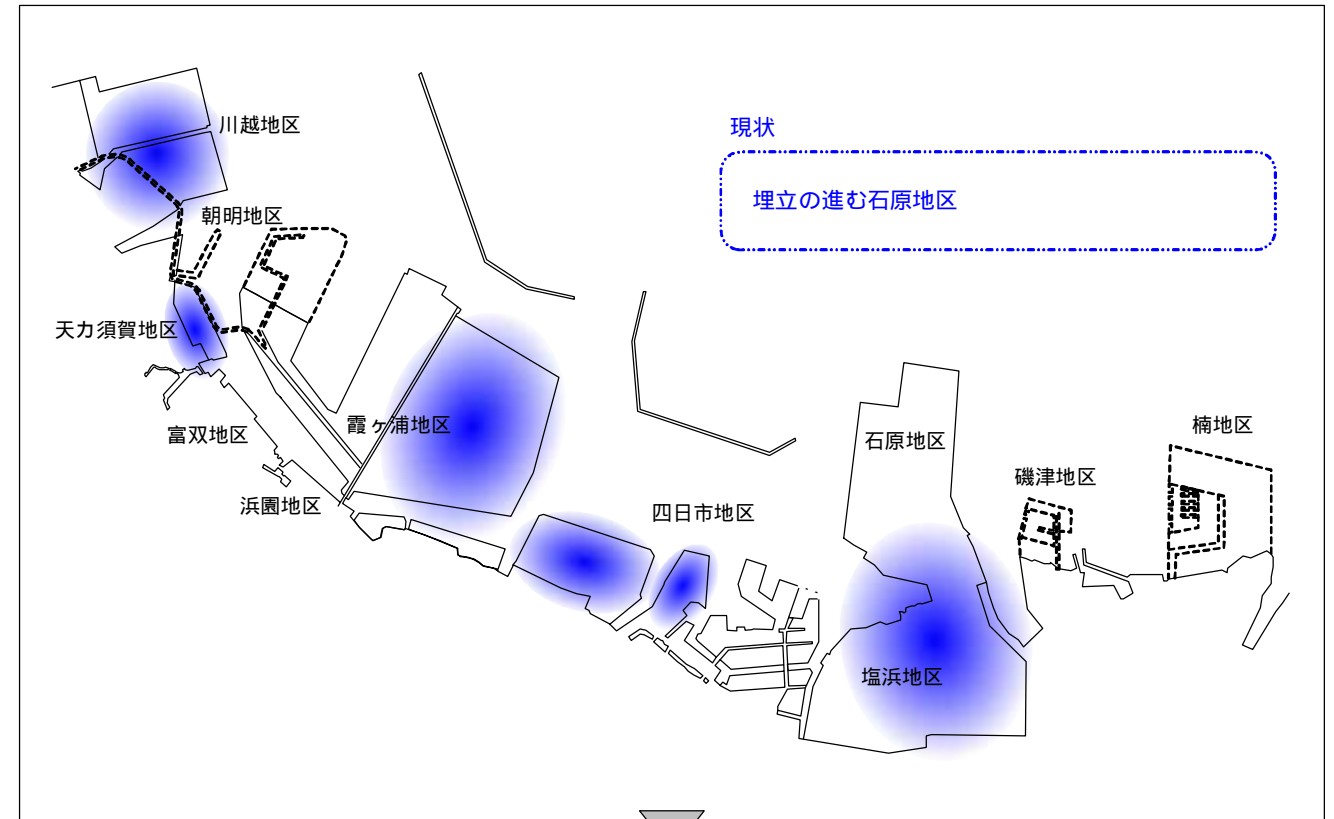 川越地区
現状
埋立の進む石原地区
朝明地区
天力須賀地区
霞ヶ浦地区
富双地区
浜園地区
四日市地区
石原地区
磯津地区
楠地区
塩浜地区